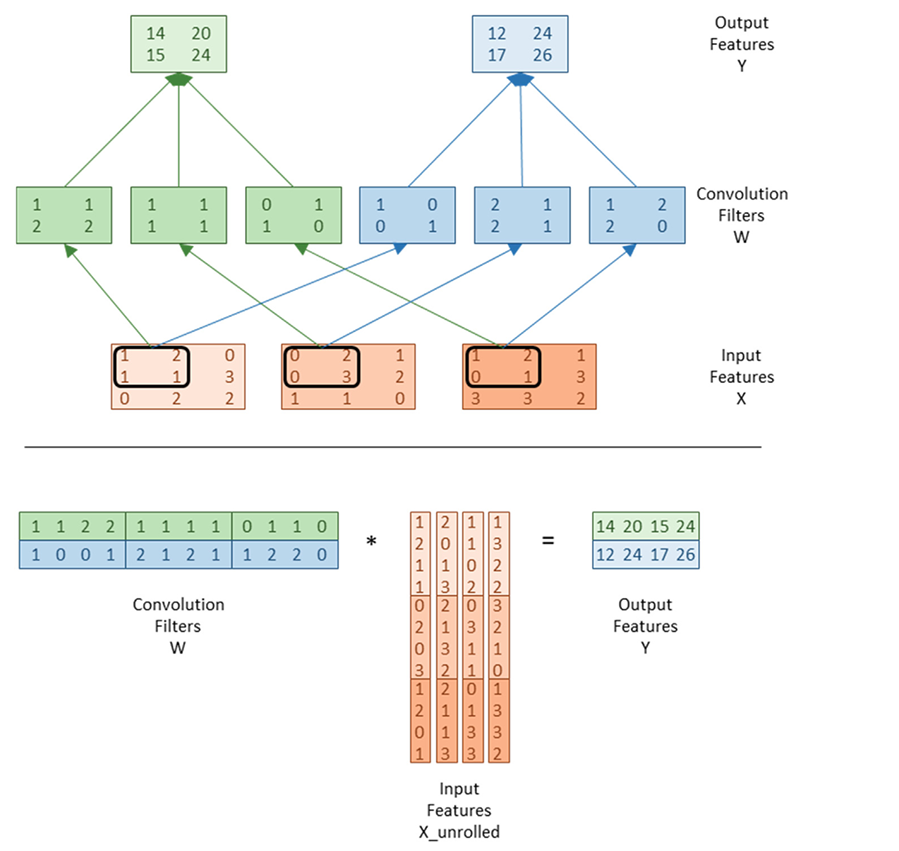 14 20
15 24
12 24
17 26
Output
Features
Y
1 1
2 2
1 1
1 1
0 1
1 0
1 0
0 1
2 1
2 1
1 2
2 0
Convolution
Filters
W
1 2 0
1 1 3
0 2 2
0 2 1
0 3 2
1 1 0
1 2 1
0 1 3
3 3 2
Input
Features
X
1 1 2 2 1 1 1 1 0 1 1 0
1 0 0 1 2 1 2 1 1 2 2 0
Convolution
Filters
W
*
1 2 1 1
2 0 1 3
1 1 0 2
1 3 2 2
0 2 0 3
2 1 3 2
0 3 1 1
3 2 1 0
1 2 0 1
2 1 1 3
0 1 3 3
1 3 3 2
Input
Features
X_unrolled
=
14 20 15 24
12 24 17 26
Output
Features
Y